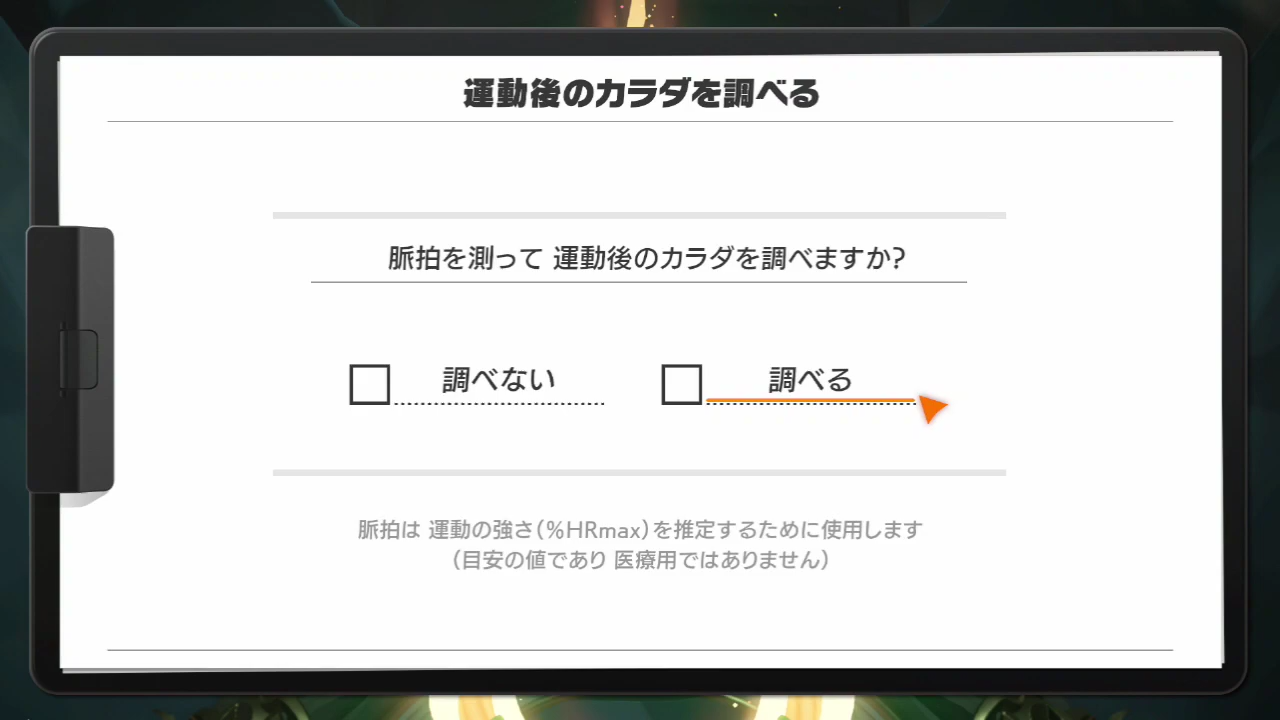 運動後のカラダを調べる
脈拍を測って 運動後のカラダを調べますか?
調べない
調べる
脈拍は 運動の強さ(%HRmax)を推定するために使用します
(目安の値であり 医療用ではありません)